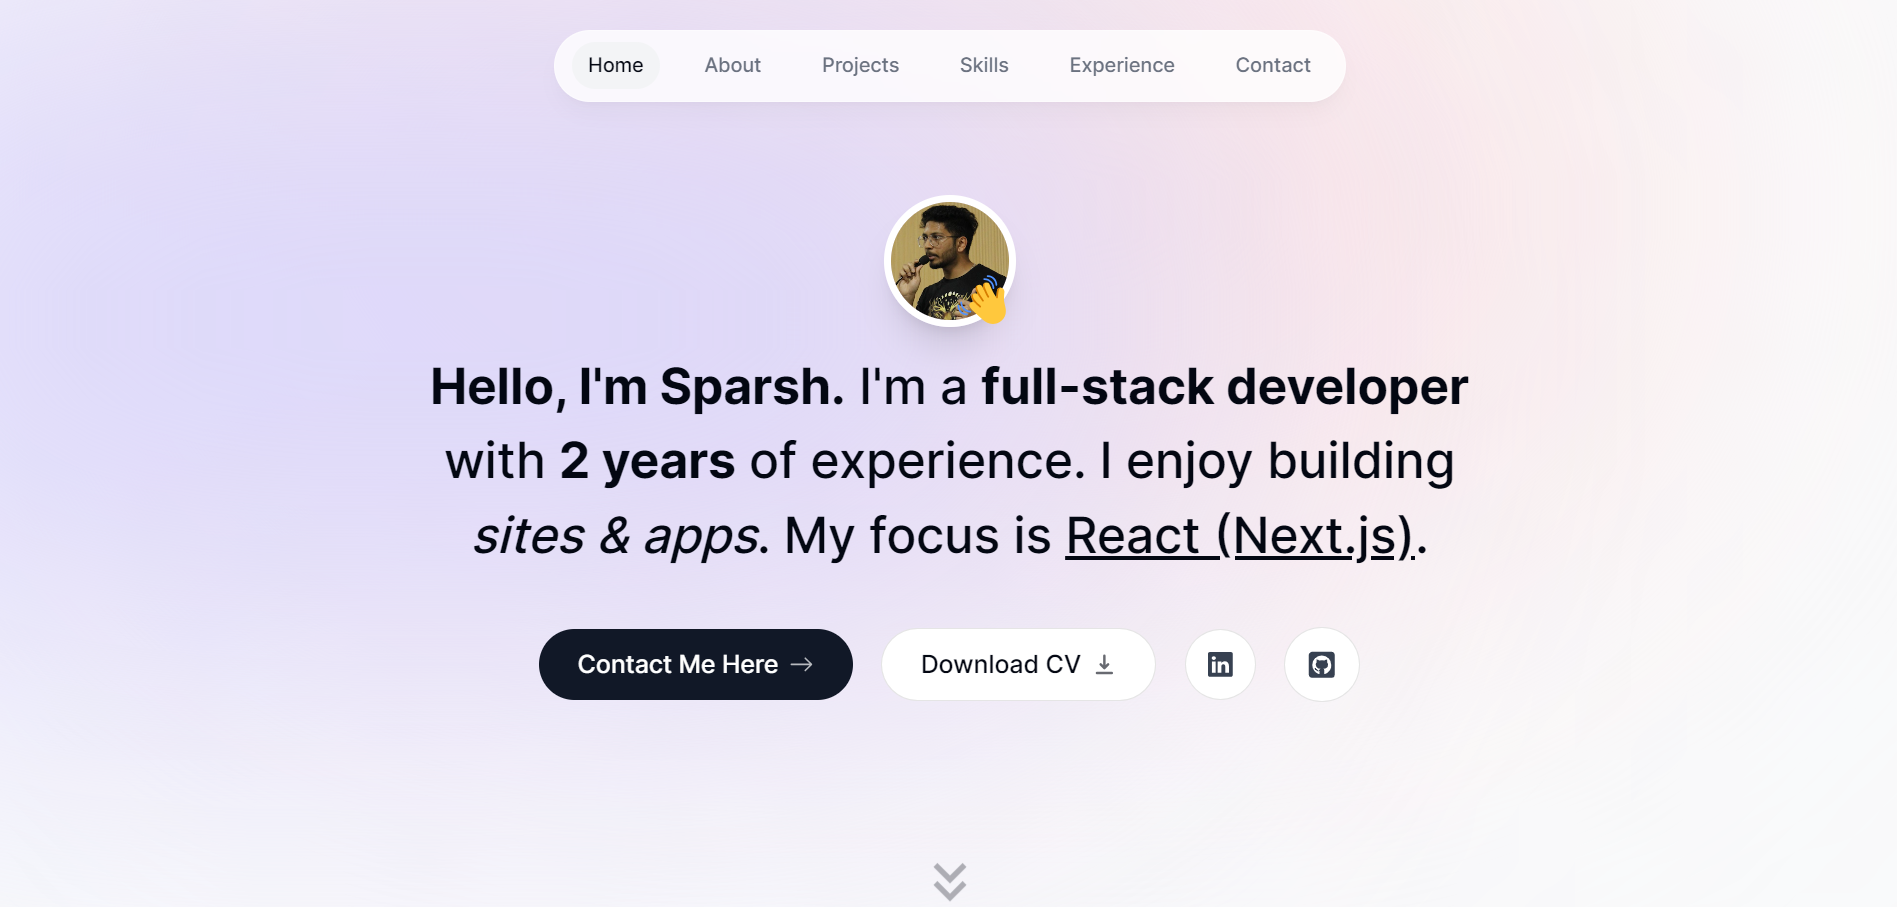 Home About Projects Skills Experience Contact
Hello, I'm Sparsh. I'm a full-stack developer
with 2 years of experience. I enjoy building
sites & apps. My focus is React (Next.js).
Contact Me Here → Download CV in